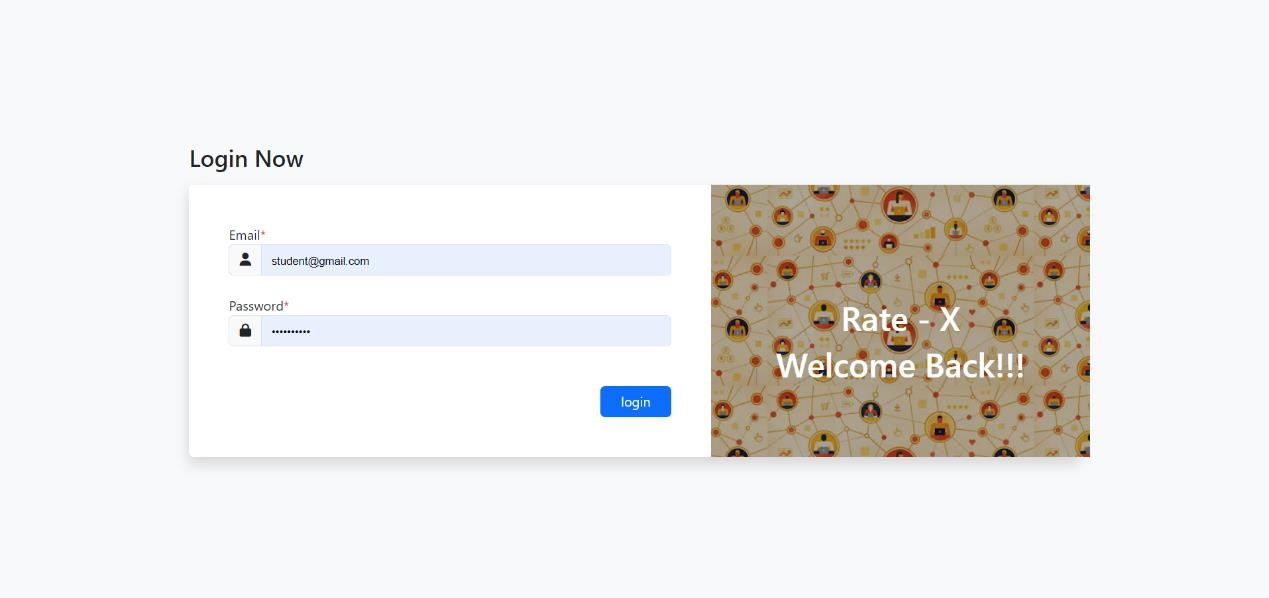 Login Now
Email*
student@gmail.com
Password*
••••••••••
login
Rate - X
Welcome Back!!!